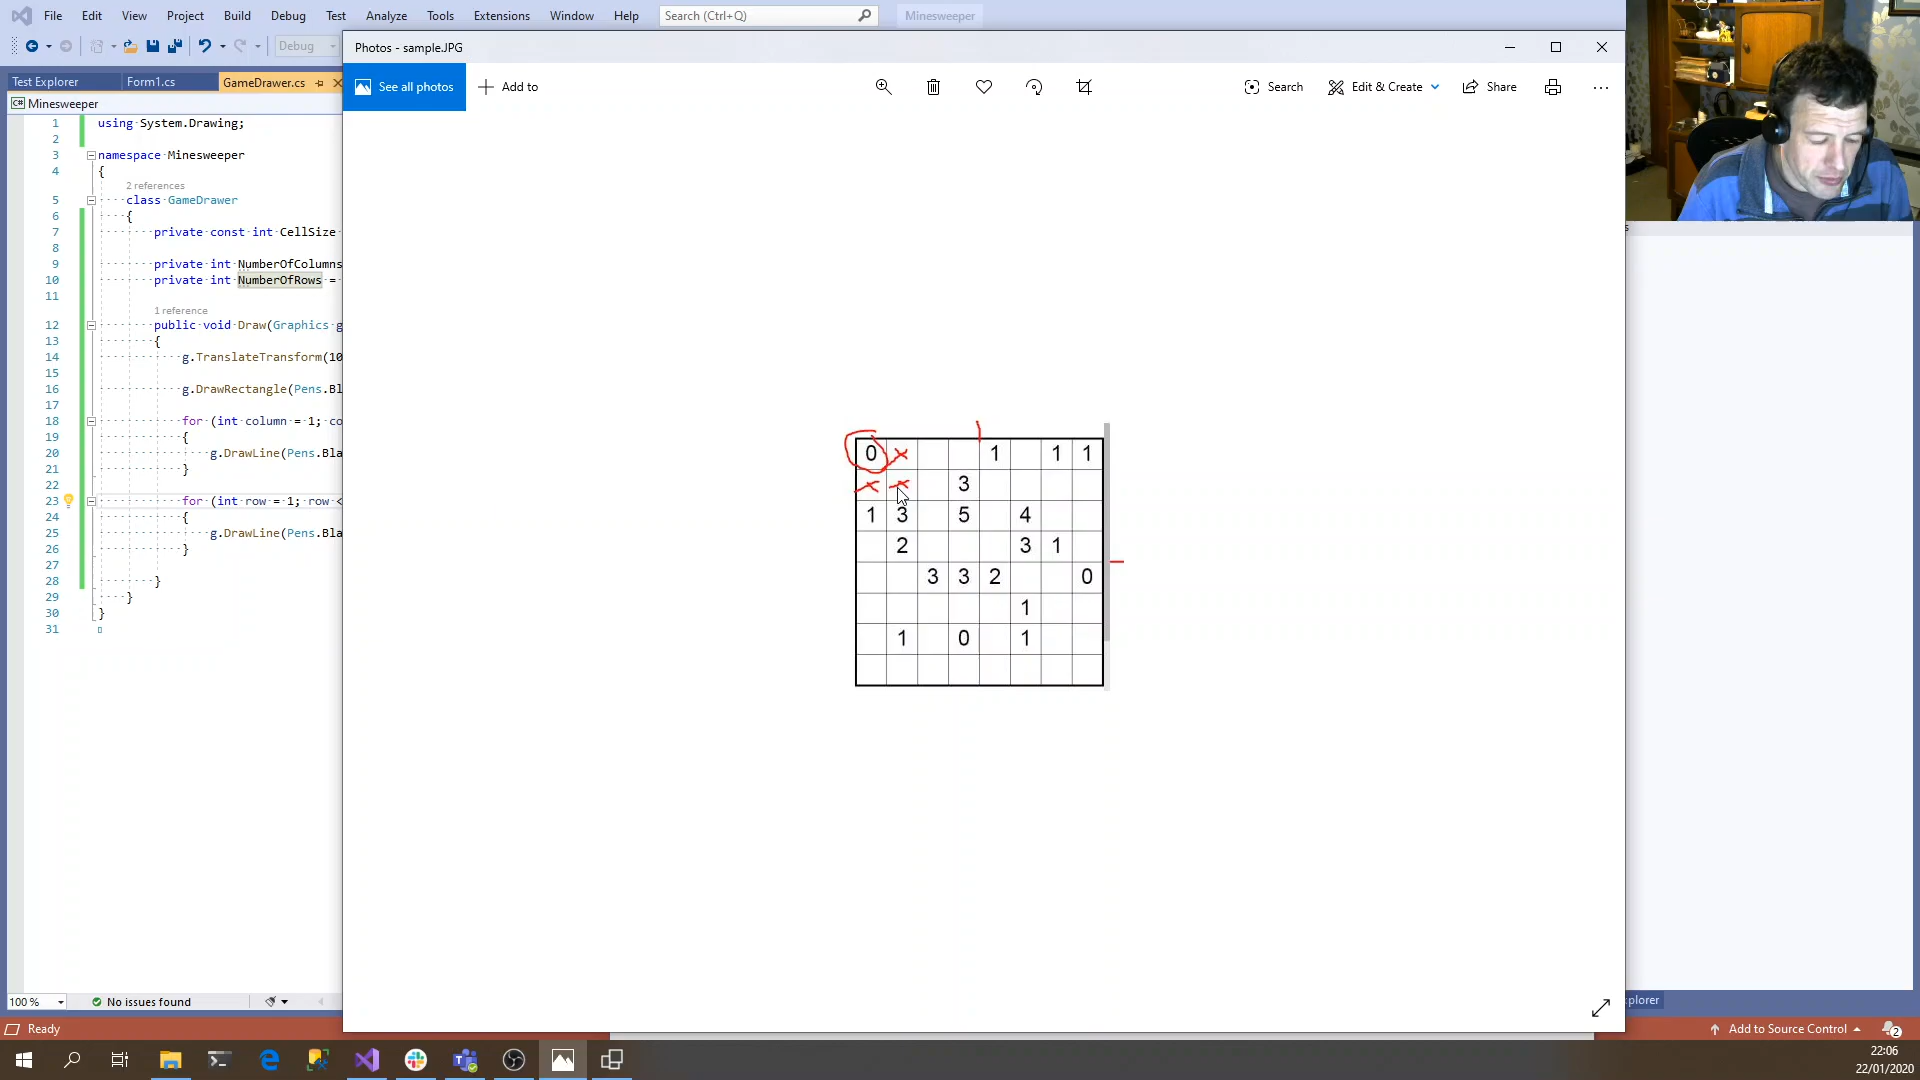 File Edit View Project Build Debug Test Analyze Tools Extensions Window Help Search (Ctrl+Q) Minesweeper
Debug
Photos - sample.JPG
Test Explorer Form1.cs GameDrawer.cs
See all photos Add to Search Edit & Create Share
C# Minesweeper
1 using System.Drawing;
2
3 namespace Minesweeper
4 {
2 references
5 class GameDrawer
6 {
7 private const int CellSize
8
9 private int NumberOfColumns
10 private int NumberOfRows =
11
1 reference
12 public void Draw(Graphics g
13 {
14 g.TranslateTransform(10
15
16 g.DrawRectangle(Pens.Bl
17
18 for (int column = 1; co
19 {
20 g.DrawLine(Pens.Bla
21 }
22
23 for (int row = 1; row <
24 {
25 g.DrawLine(Pens.Bla
26 }
27
28 }
29 }
30 }
31
0 x 1 1 1
x x 3
1 3 5 4
2 3 1
3 3 2 0
1
1 0 1
100 % No issues found
plorer
Ready Add to Source Control 2
22:06
22/01/2020